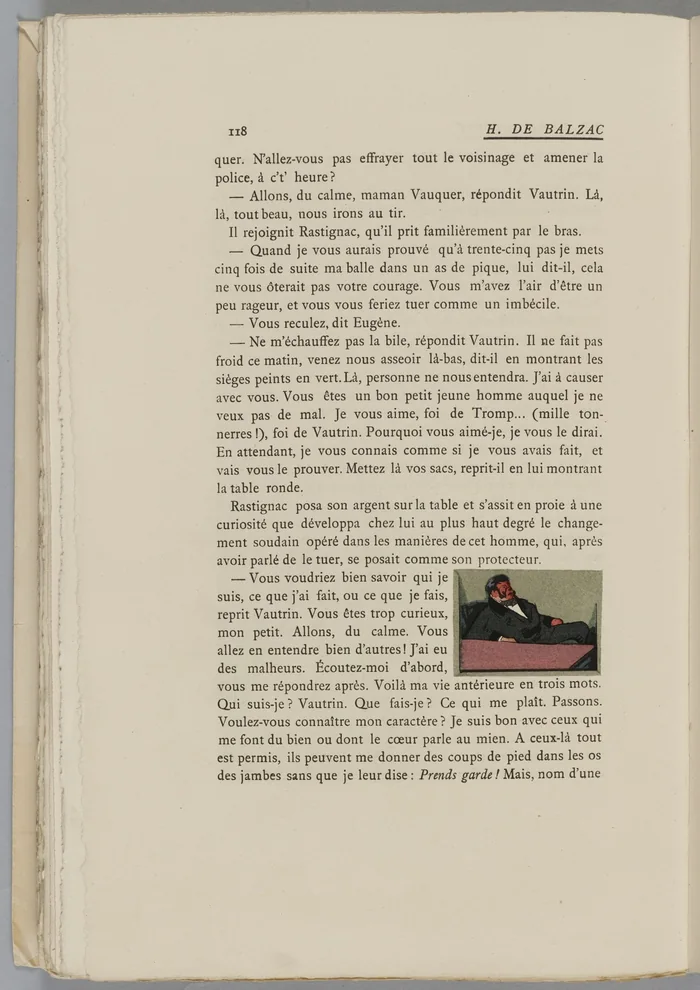 118
H. DE BALZAC
quer. N'allez-vous pas effrayer tout le voisinage et amener la
police, à c't' heure?
— Allons, du calme, maman Vauquer, répondit Vautrin. Là,
là, tout beau, nous irons au tir.
Il rejoignit Rastignac, qu'il prit familièrement par le bras.
— Quand je vous aurais prouvé qu'à trente-cinq pas je mets
cinq fois de suite ma balle dans un as de pique, lui dit-il, cela
ne vous ôterait pas votre courage. Vous m'avez l'air d'être un
peu rageur, et vous vous feriez tuer comme un imbécile.
— Vous reculez, dit Eugène.
— Ne m'échauffez pas la bile, répondit Vautrin. Il ne fait pas
froid ce matin, venez nous asseoir là-bas, dit-il en montrant les
sièges peints en vert. Là, personne ne nous entendra. J'ai à causer
avec vous. Vous êtes un bon petit jeune homme auquel je ne
veux pas de mal. Je vous aime, foi de Tromp... (mille ton-
nerres!), foi de Vautrin. Pourquoi vous aimé-je, je vous le dirai.
En attendant, je vous connais comme si je vous avais fait, et
vais vous le prouver. Mettez là vos sacs, reprit-il en lui montrant
la table ronde.
Rastignac posa son argent sur la table et s'assit en proie à une
curiosité que développa chez lui au plus haut degré le change-
ment soudain opéré dans les manières de cet homme, qui, après
avoir parlé de le tuer, se posait comme son protecteur.
— Vous voudriez bien savoir qui je
suis, ce que j'ai fait, ou ce que je fais,
reprit Vautrin. Vous êtes trop curieux,
mon petit. Allons, du calme. Vous
allez en entendre bien d'autres! J'ai eu
des malheurs. Écoutez-moi d'abord,
vous me répondrez après. Voilà ma vie antérieure en trois mots.
Qui suis-je? Vautrin. Que fais-je? Ce qui me plaît. Passons.
Voulez-vous connaître mon caractère? Je suis bon avec ceux qui
me font du bien ou dont le cœur parle au mien. A ceux-là tout
est permis, ils peuvent me donner des coups de pied dans les os
des jambes sans que je leur dise: Prends garde! Mais, nom d'une